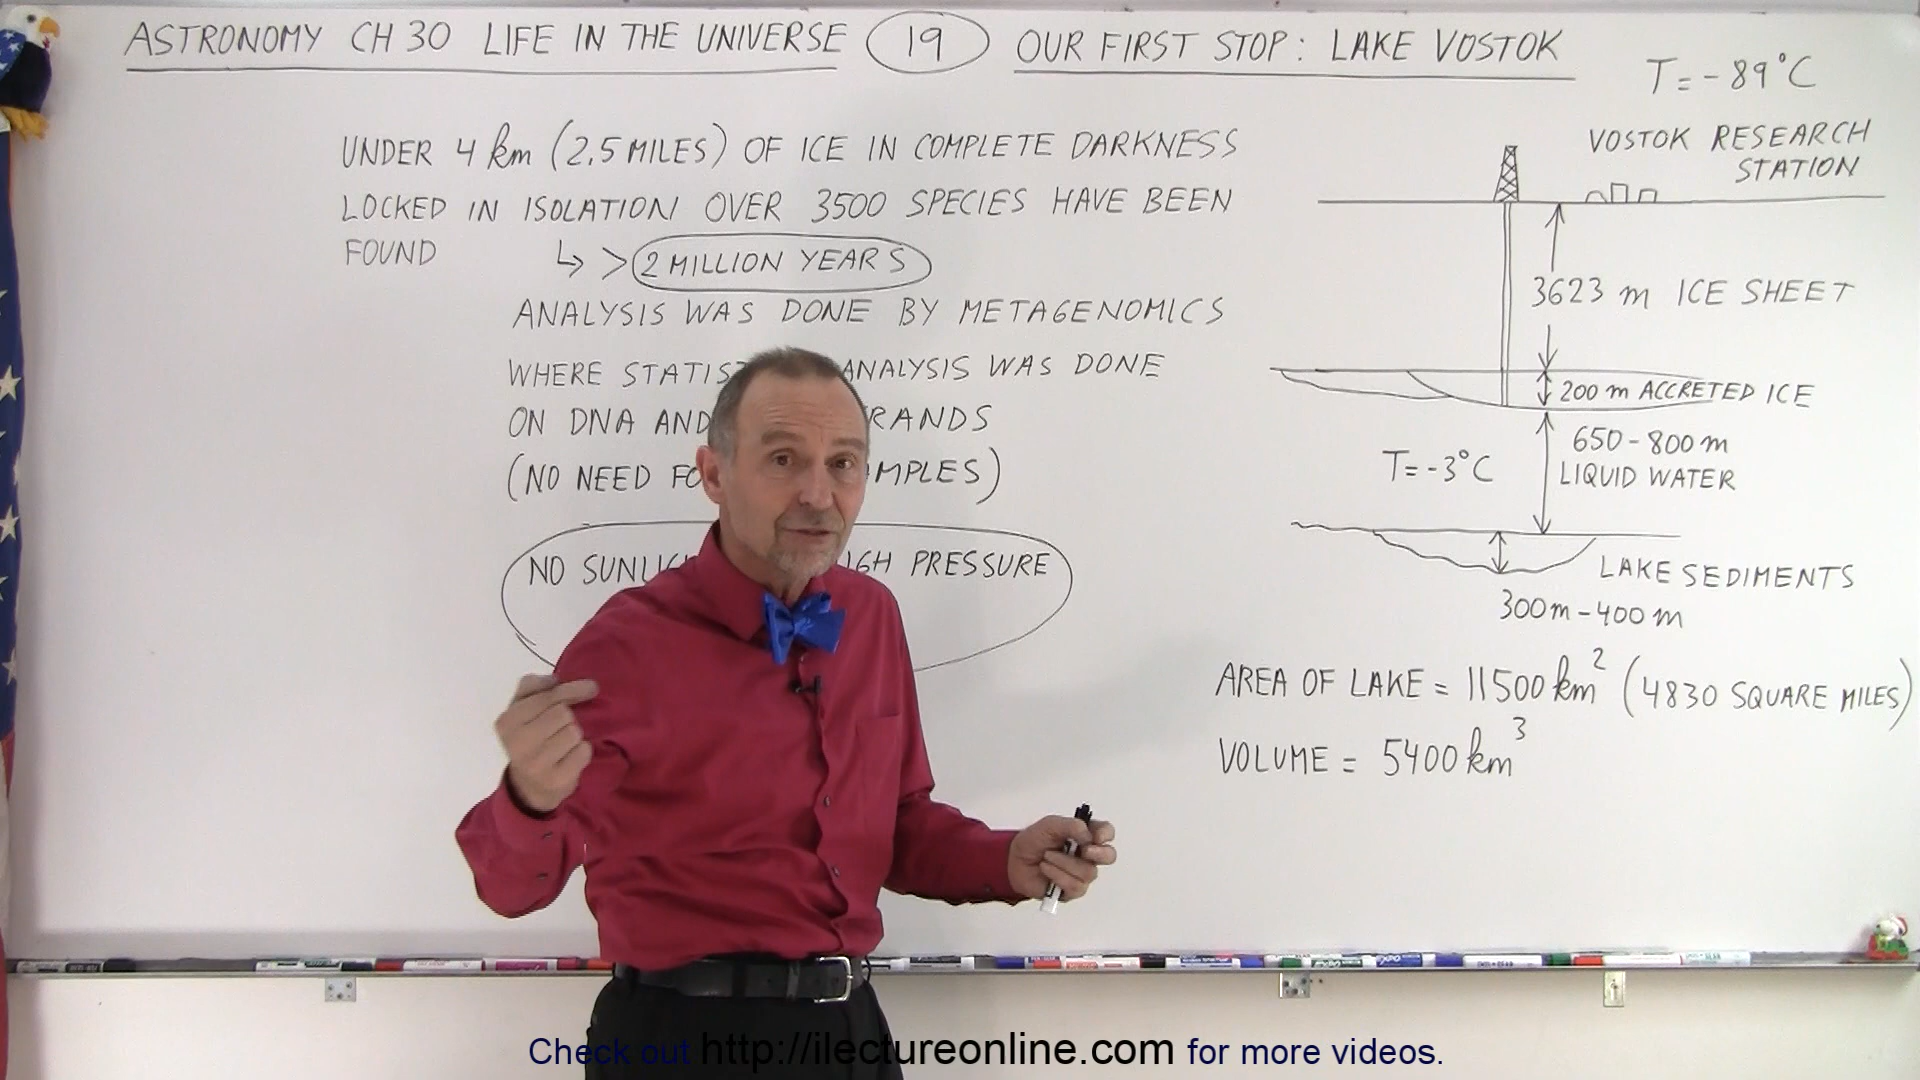 ASTRONOMY CH 30 LIFE IN THE UNIVERSE 19 OUR FIRST STOP: LAKE VOSTOK
T=-89°C
UNDER 4 km (2.5 MILES) OF ICE IN COMPLETE DARKNESS
LOCKED IN ISOLATION OVER 3500 SPECIES HAVE BEEN
FOUND
↳ >2 MILLION YEARS
ANALYSIS WAS DONE BY METAGENOMICS
WHERE STATIS ANALYSIS WAS DONE
ON DNA AND RANDS
(NO NEED FO MPLES)
NO SUNLIG IGH PRESSURE
VOSTOK RESEARCH
STATION
3623 m ICE SHEET
200 m ACCRETED ICE
650-800 m
LIQUID WATER
T=-3°C
LAKE SEDIMENTS
300m-400m
AREA OF LAKE = 11500 km² (4830 SQUARE MILES)
VOLUME = 5400 km³
Check out http://ilectureonline.com for more videos.